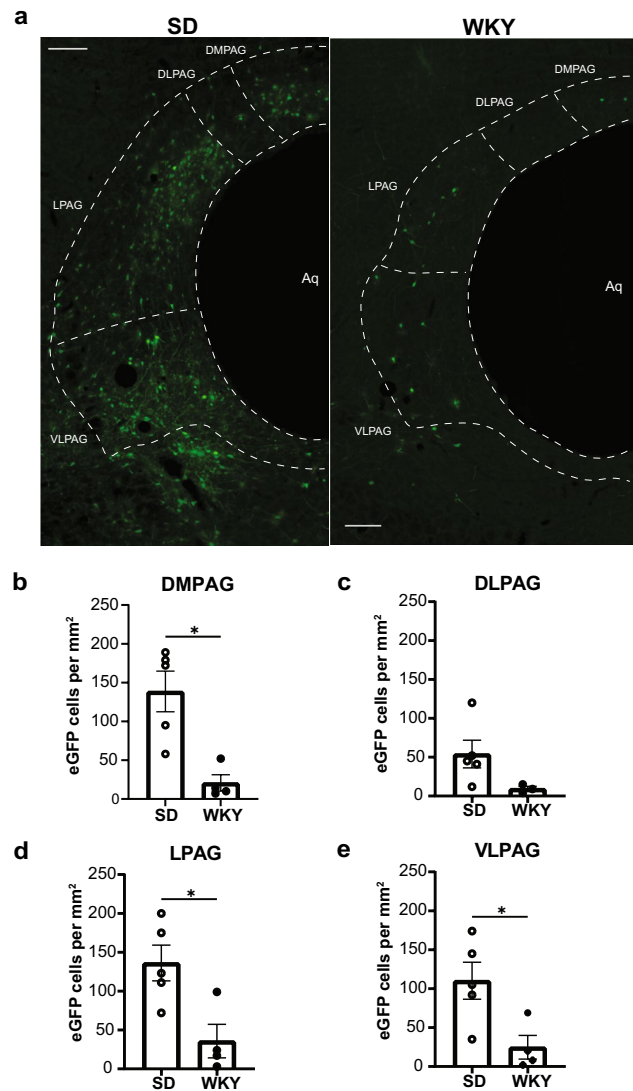 a
SD
WKY
DMPAG
DLPAG
LPAG
VLPAG
Aq
DMPAG
DLPAG
LPAG
VLPAG
Aq
b
DMPAG
eGFP cells per mm²
250
200
150
100
50
0
*
SD WKY
c
DLPAG
eGFP cells per mm²
250
200
150
100
50
0
SD WKY
d
LPAG
eGFP cells per mm²
250
200
150
100
50
0
*
SD WKY
e
VLPAG
eGFP cells per mm²
250
200
150
100
50
0
*
SD WKY